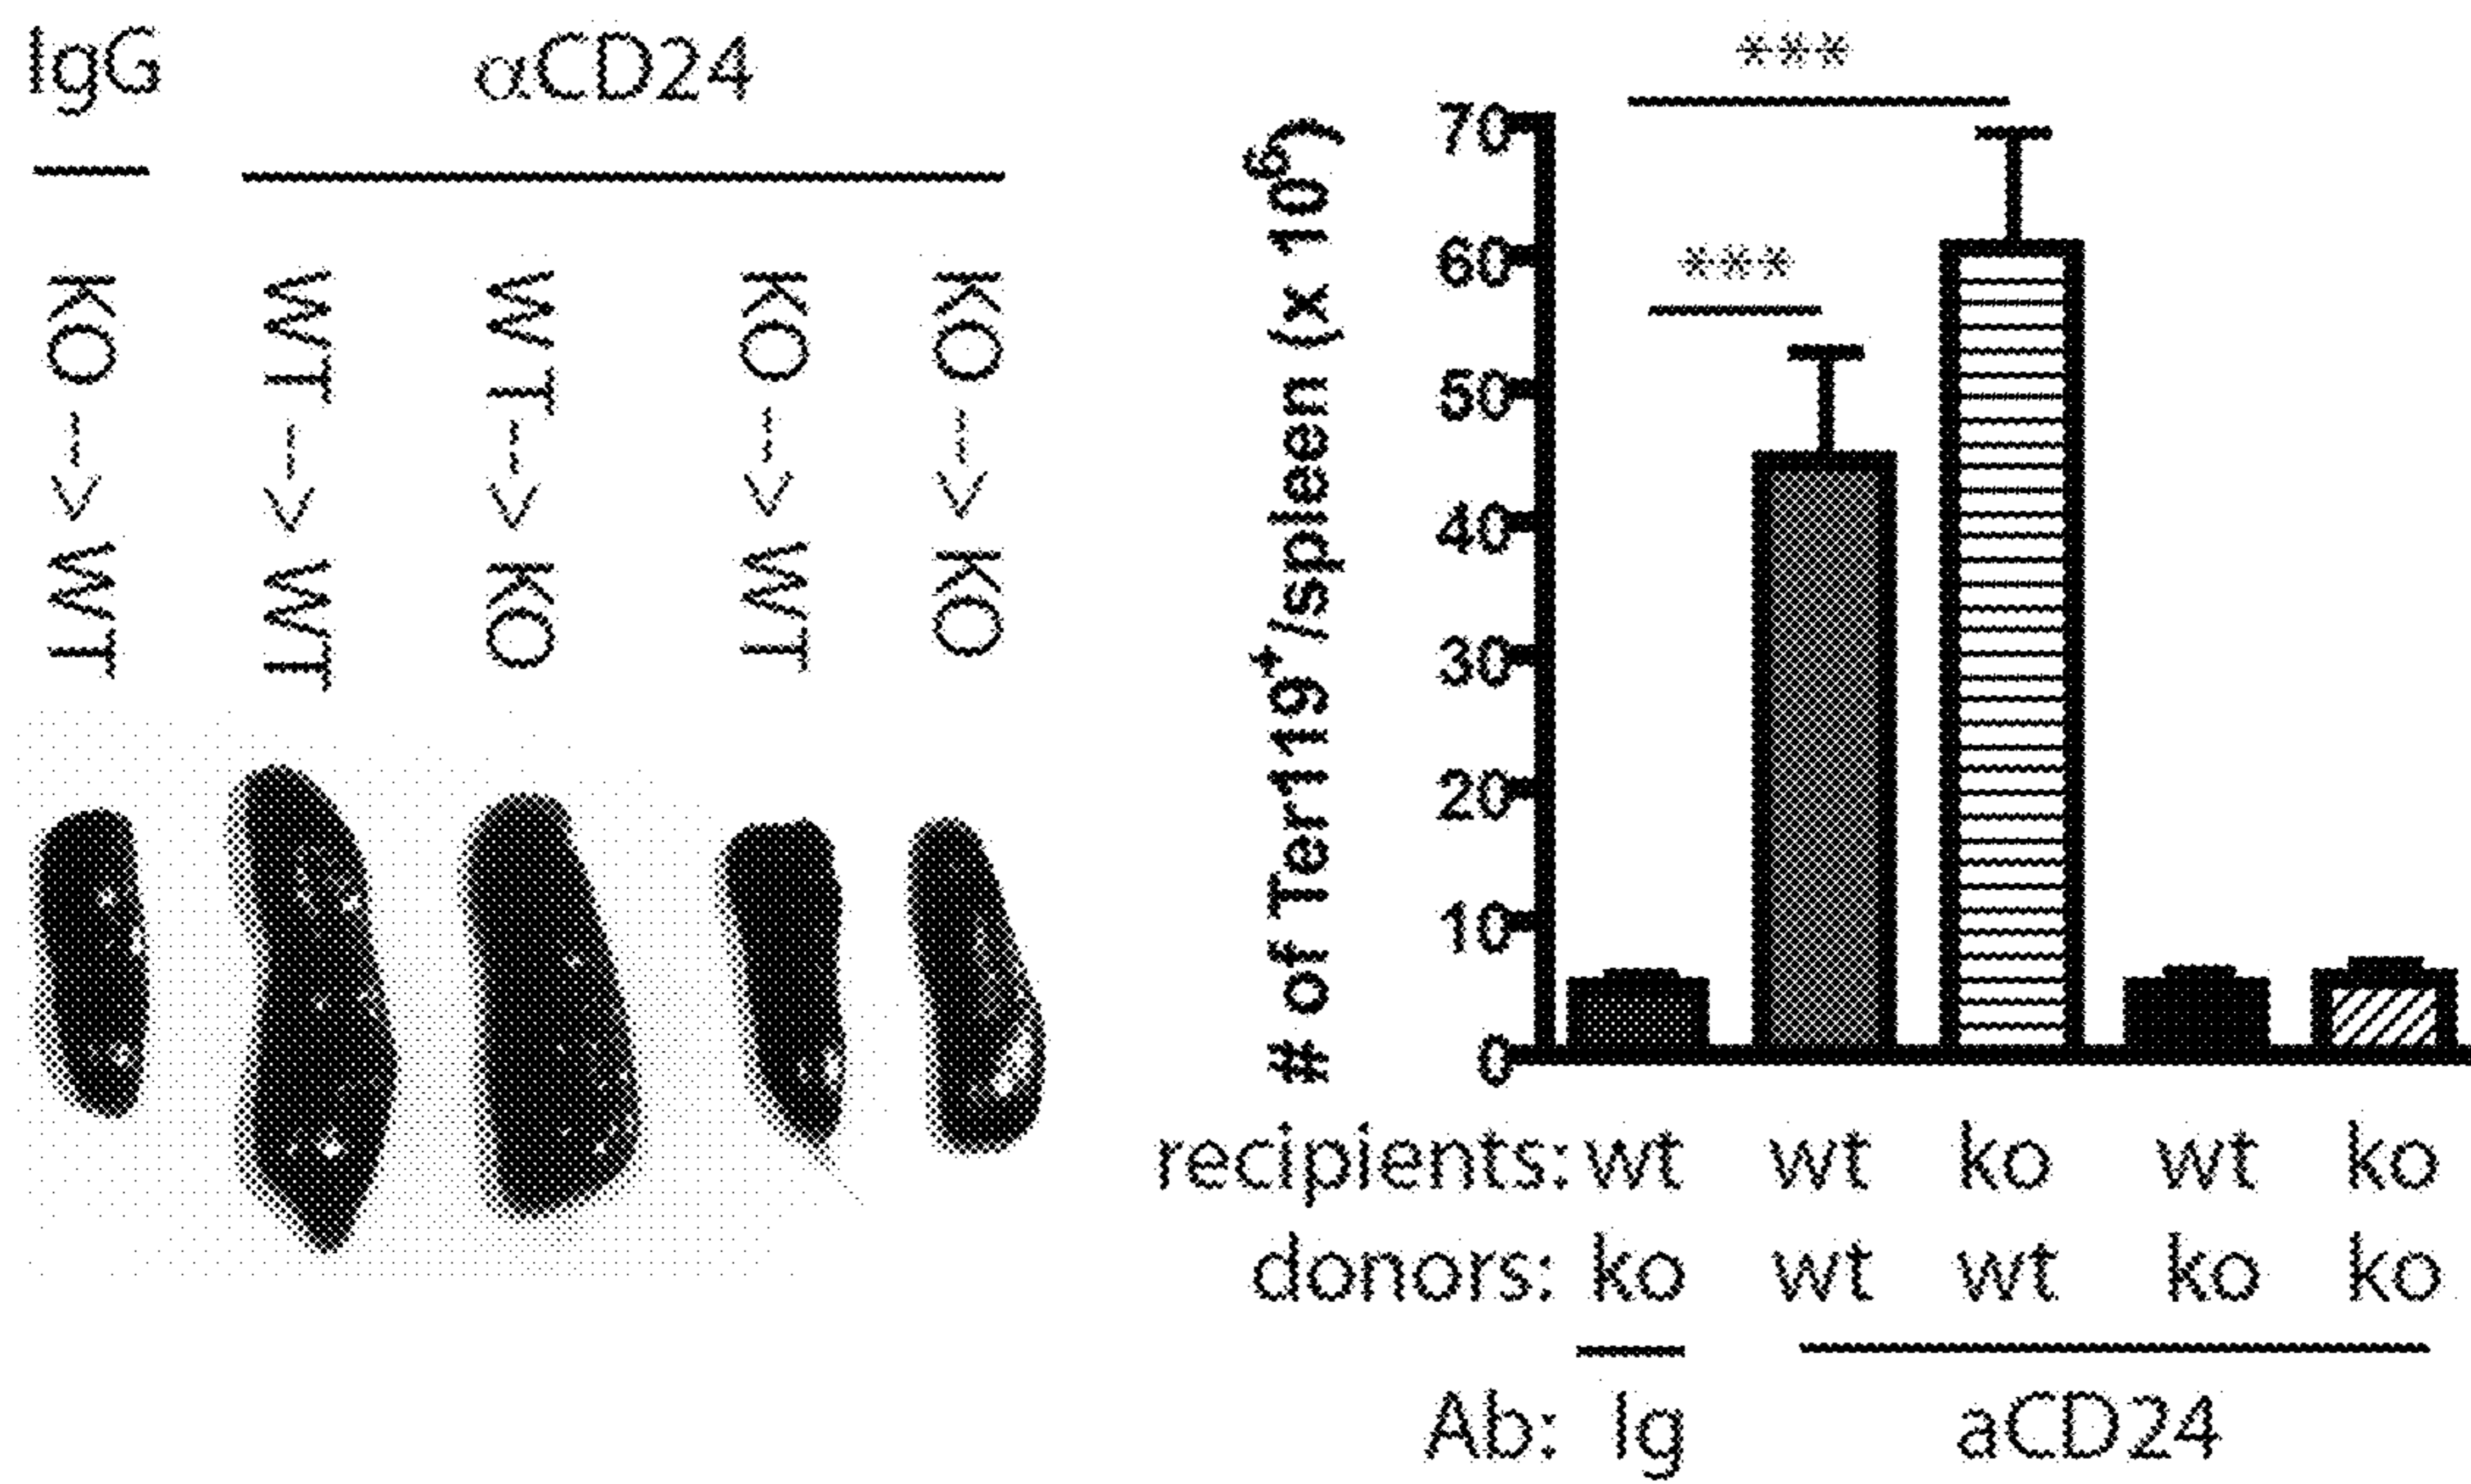 IgG
αCD24
KO--->WT
WT--->WT
WT--->KO
KO--->WT
KO--->KO
***
***
# of Ter119⁺/spleen (x 10⁶)
70
60
50
40
30
20
10
0
recipients: wt wt ko wt ko
donors: ko wt wt ko ko
Ab: Ig aCD24